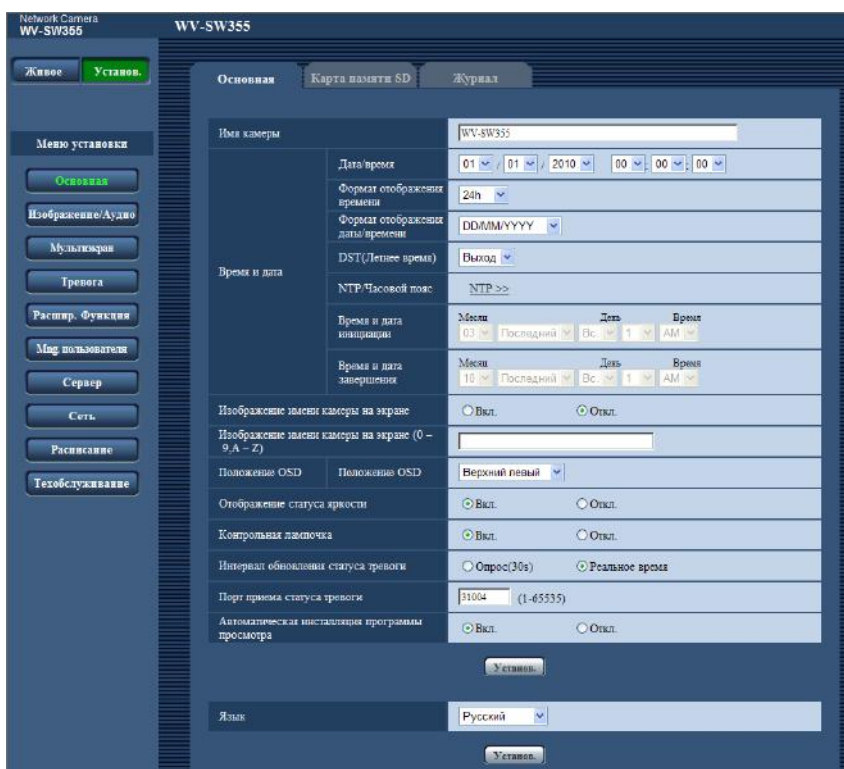 Network Camera
WV-SW355
WV-SW355
Живое Установ.
Основная Карта памяти SD Журнал
Меню установки
Основная
Изображение/Аудио
Мультиэкран
Тревога
Расшир. Функция
Mng. пользователя
Сервер
Сеть
Расписание
Техобслуживание
Имя камеры WV-SW355
Время и дата
Дата/время 01 / 01 / 2010 00 : 00 : 00
Формат отображения
времени 24h
Формат отображения
даты/времени DD/MM/YYYY
DST(Летнее время) Выход
NTP/Часовой пояс NTP >>
Время и дата
инициации
Месяц День Время
03 Последний Вс. 1 AM
Время и дата
завершения
Месяц День Время
10 Последний Вс. 1 AM
Изображение имени камеры на экране Вкл. Откл.
Изображение имени камеры на экране (0 –
9,A – Z)
Положение OSD Положение OSD Верхний левый
Отображение статуса яркости Вкл. Откл.
Контрольная лампочка Вкл. Откл.
Интервал обновления статуса тревоги Опрос(30s) Реальное время
Порт приема статуса тревоги 31004 (1-65535)
Автоматическая инсталляция программы
просмотра Вкл. Откл.
Установ.
Язык Русский
Установ.